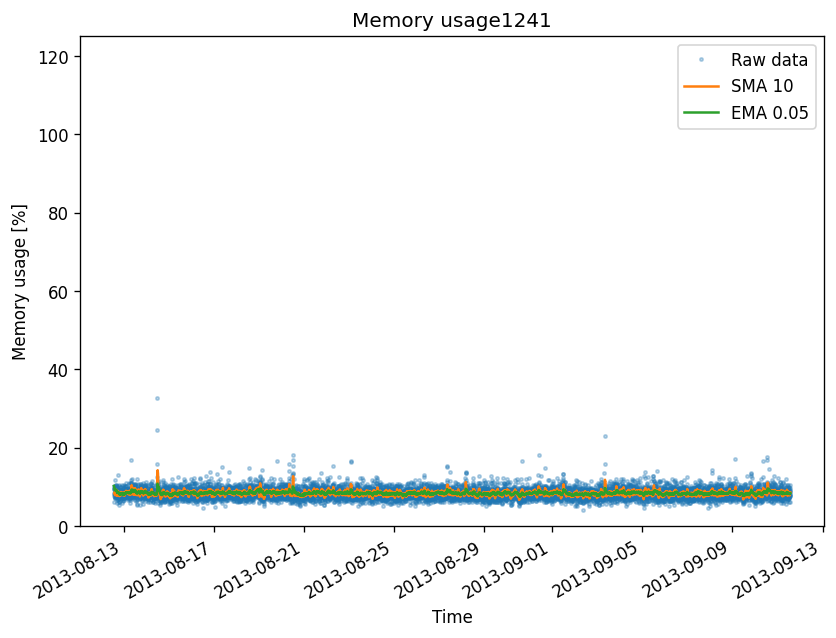 Memory usage1241
Raw data
SMA 10
EMA 0.05
120
100
80
60
40
20
0
Memory usage [%]
2013-08-13
2013-08-17
2013-08-21
2013-08-25
2013-08-29
2013-09-01
2013-09-05
2013-09-09
2013-09-13
Time